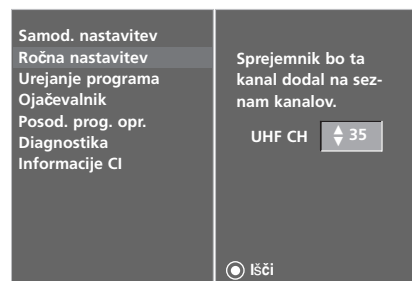 Samod. nastavitev
Ročna nastavitev
Urejanje programa
Ojačevalnik
Posod. prog. opr.
Diagnostika
Informacije CI
Sprejemnik bo ta
kanal dodal na sez-
nam kanalov.
UHF CH 35
Išči